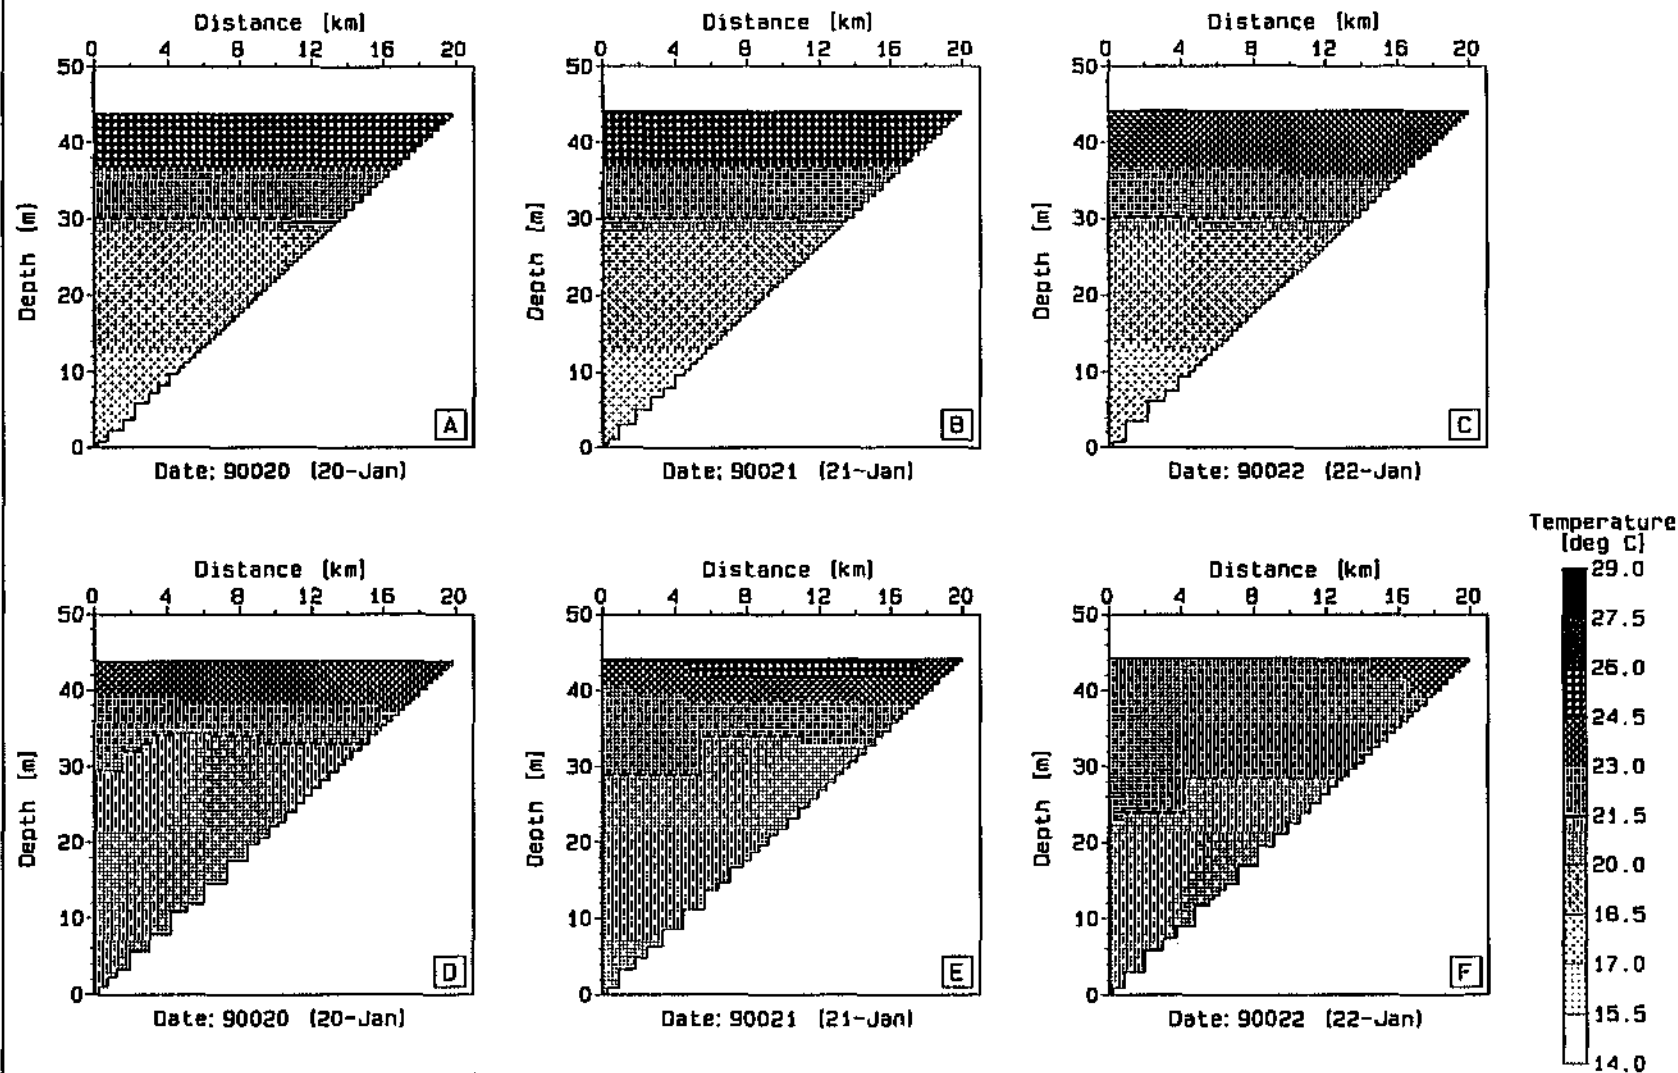 Distance [km]
0 4 8 12 16 20
50
40
30
20
10
0
Depth [m]
A
Date: 90020 (20-Jan)
Distance [km]
0 4 8 12 16 20
50
40
30
20
10
0
Depth [m]
B
Date: 90021 (21-Jan)
Distance [km]
0 4 8 12 16 20
50
40
30
20
10
0
Depth [m]
C
Date: 90022 (22-Jan)
Distance [km]
0 4 8 12 16 20
50
40
30
20
10
0
Depth [m]
D
Date: 90020 (20-Jan)
Distance [km]
0 4 8 12 16 20
50
40
30
20
10
0
Depth [m]
E
Date: 90021 (21-Jan)
Distance [km]
0 4 8 12 16 20
50
40
30
20
10
0
Depth [m]
F
Date: 90022 (22-Jan)
Temperature
[deg C]
29.0
27.5
26.0
24.5
23.0
21.5
20.0
18.5
17.0
15.5
14.0